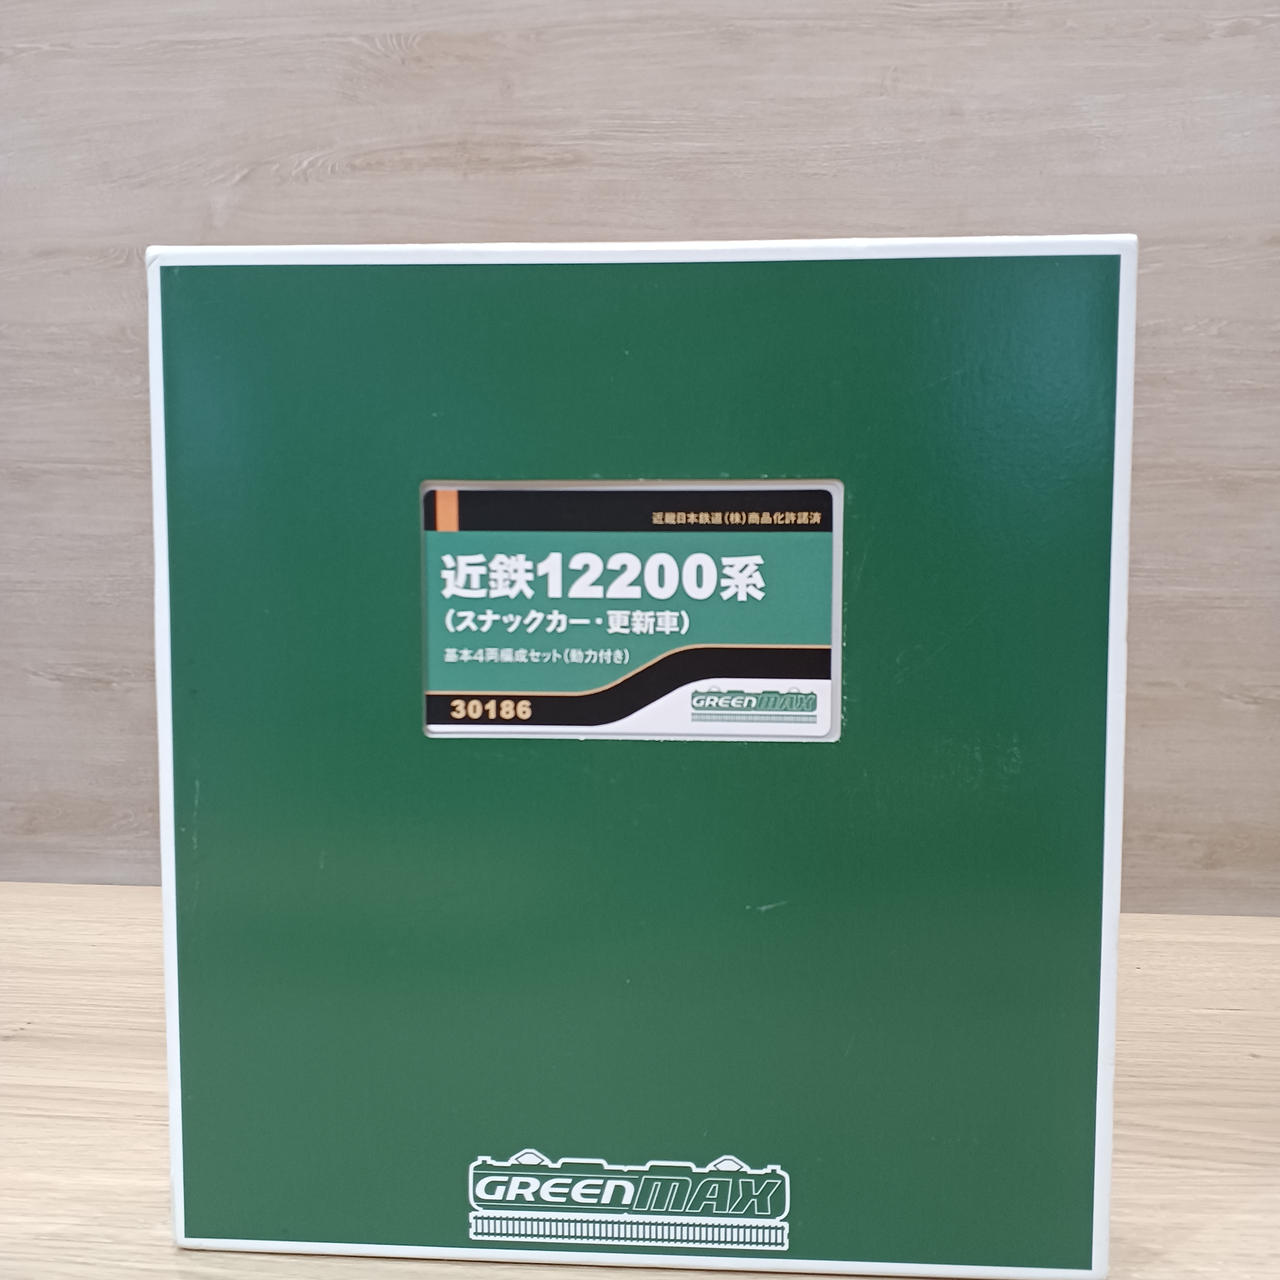 近畿日本鉄道(株)商品化許諾済
近鉄12200系
(スナックカー・更新車)
基本4両編成セット(動力付き)
30186
GREENMAX
GREENMAX